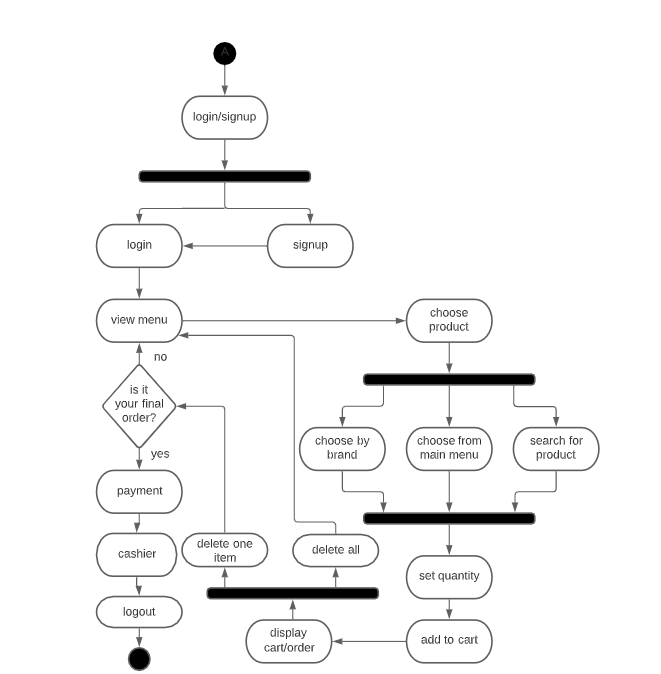 A
login/signup
login
signup
view menu
choose
product
no
is it
your final
order?
choose by
brand
choose from
main menu
search for
product
yes
payment
cashier
delete one
item
delete all
set quantity
logout
display
cart/order
add to cart